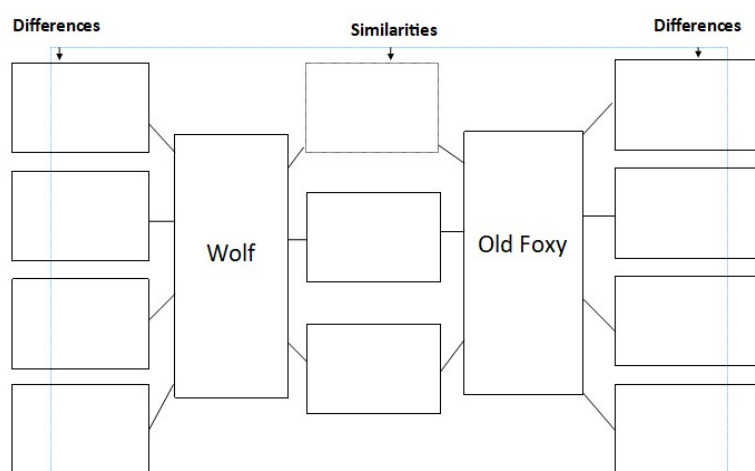 Differences
Similarities
Differences
Wolf
Old Foxy